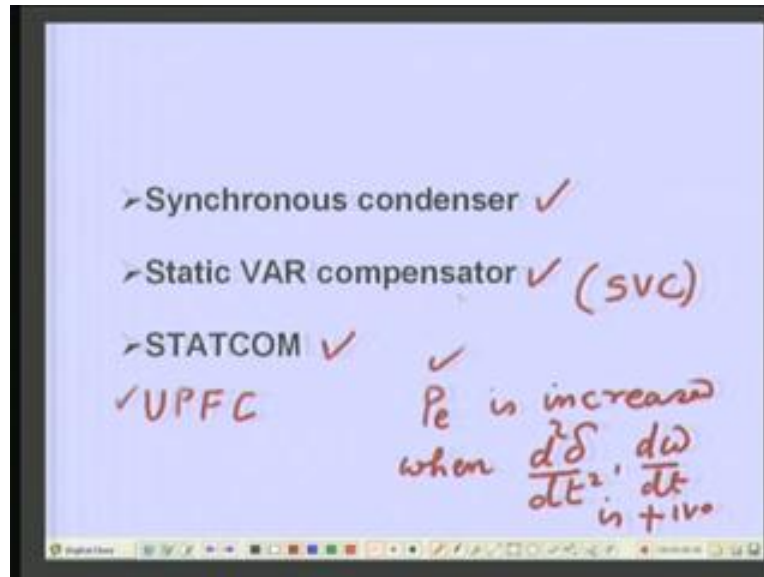 ➢Synchronous condenser ✓
➢Static VAR compensator ✓ (SVC)
➢STATCOM ✓
✓UPFC ✓
Pe is increased
when d²δ/dt², dω/dt
is +ive